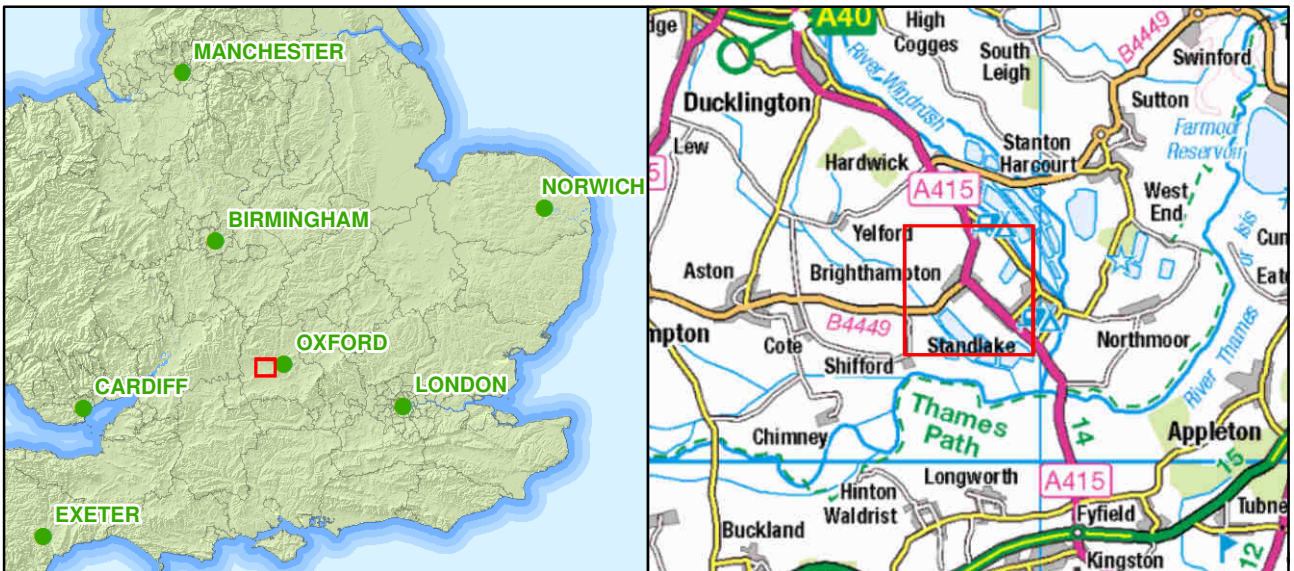 MANCHESTER
NORWICH
BIRMINGHAM
OXFORD
CARDIFF
LONDON
EXETER
A40
High
Cogges
B4449
Swinford
South
Leigh
River Windrush
Ducklington
Sutton
Farmoor
Reservoir
Stanton
Harcourt
Lew
Hardwick
A415
West
End
Yelford
Aston
Brighthampton
B4449
Cote
Shifford
Standlake
Northmoor
River Thames
or Isis
Thames
Path
14
Chimney
Appleton
15
Longworth
A415
Hinton
Waldrist
Fyfield
Buckland
Kingston
12